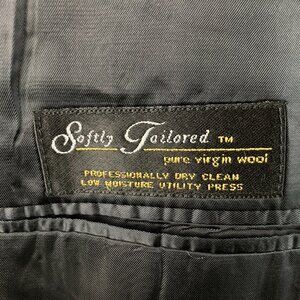 Softly Tailored TM
pure virgin wool
PROFESSIONALLY DRY CLEAN
LOW MOISTURE UTILITY PRESS